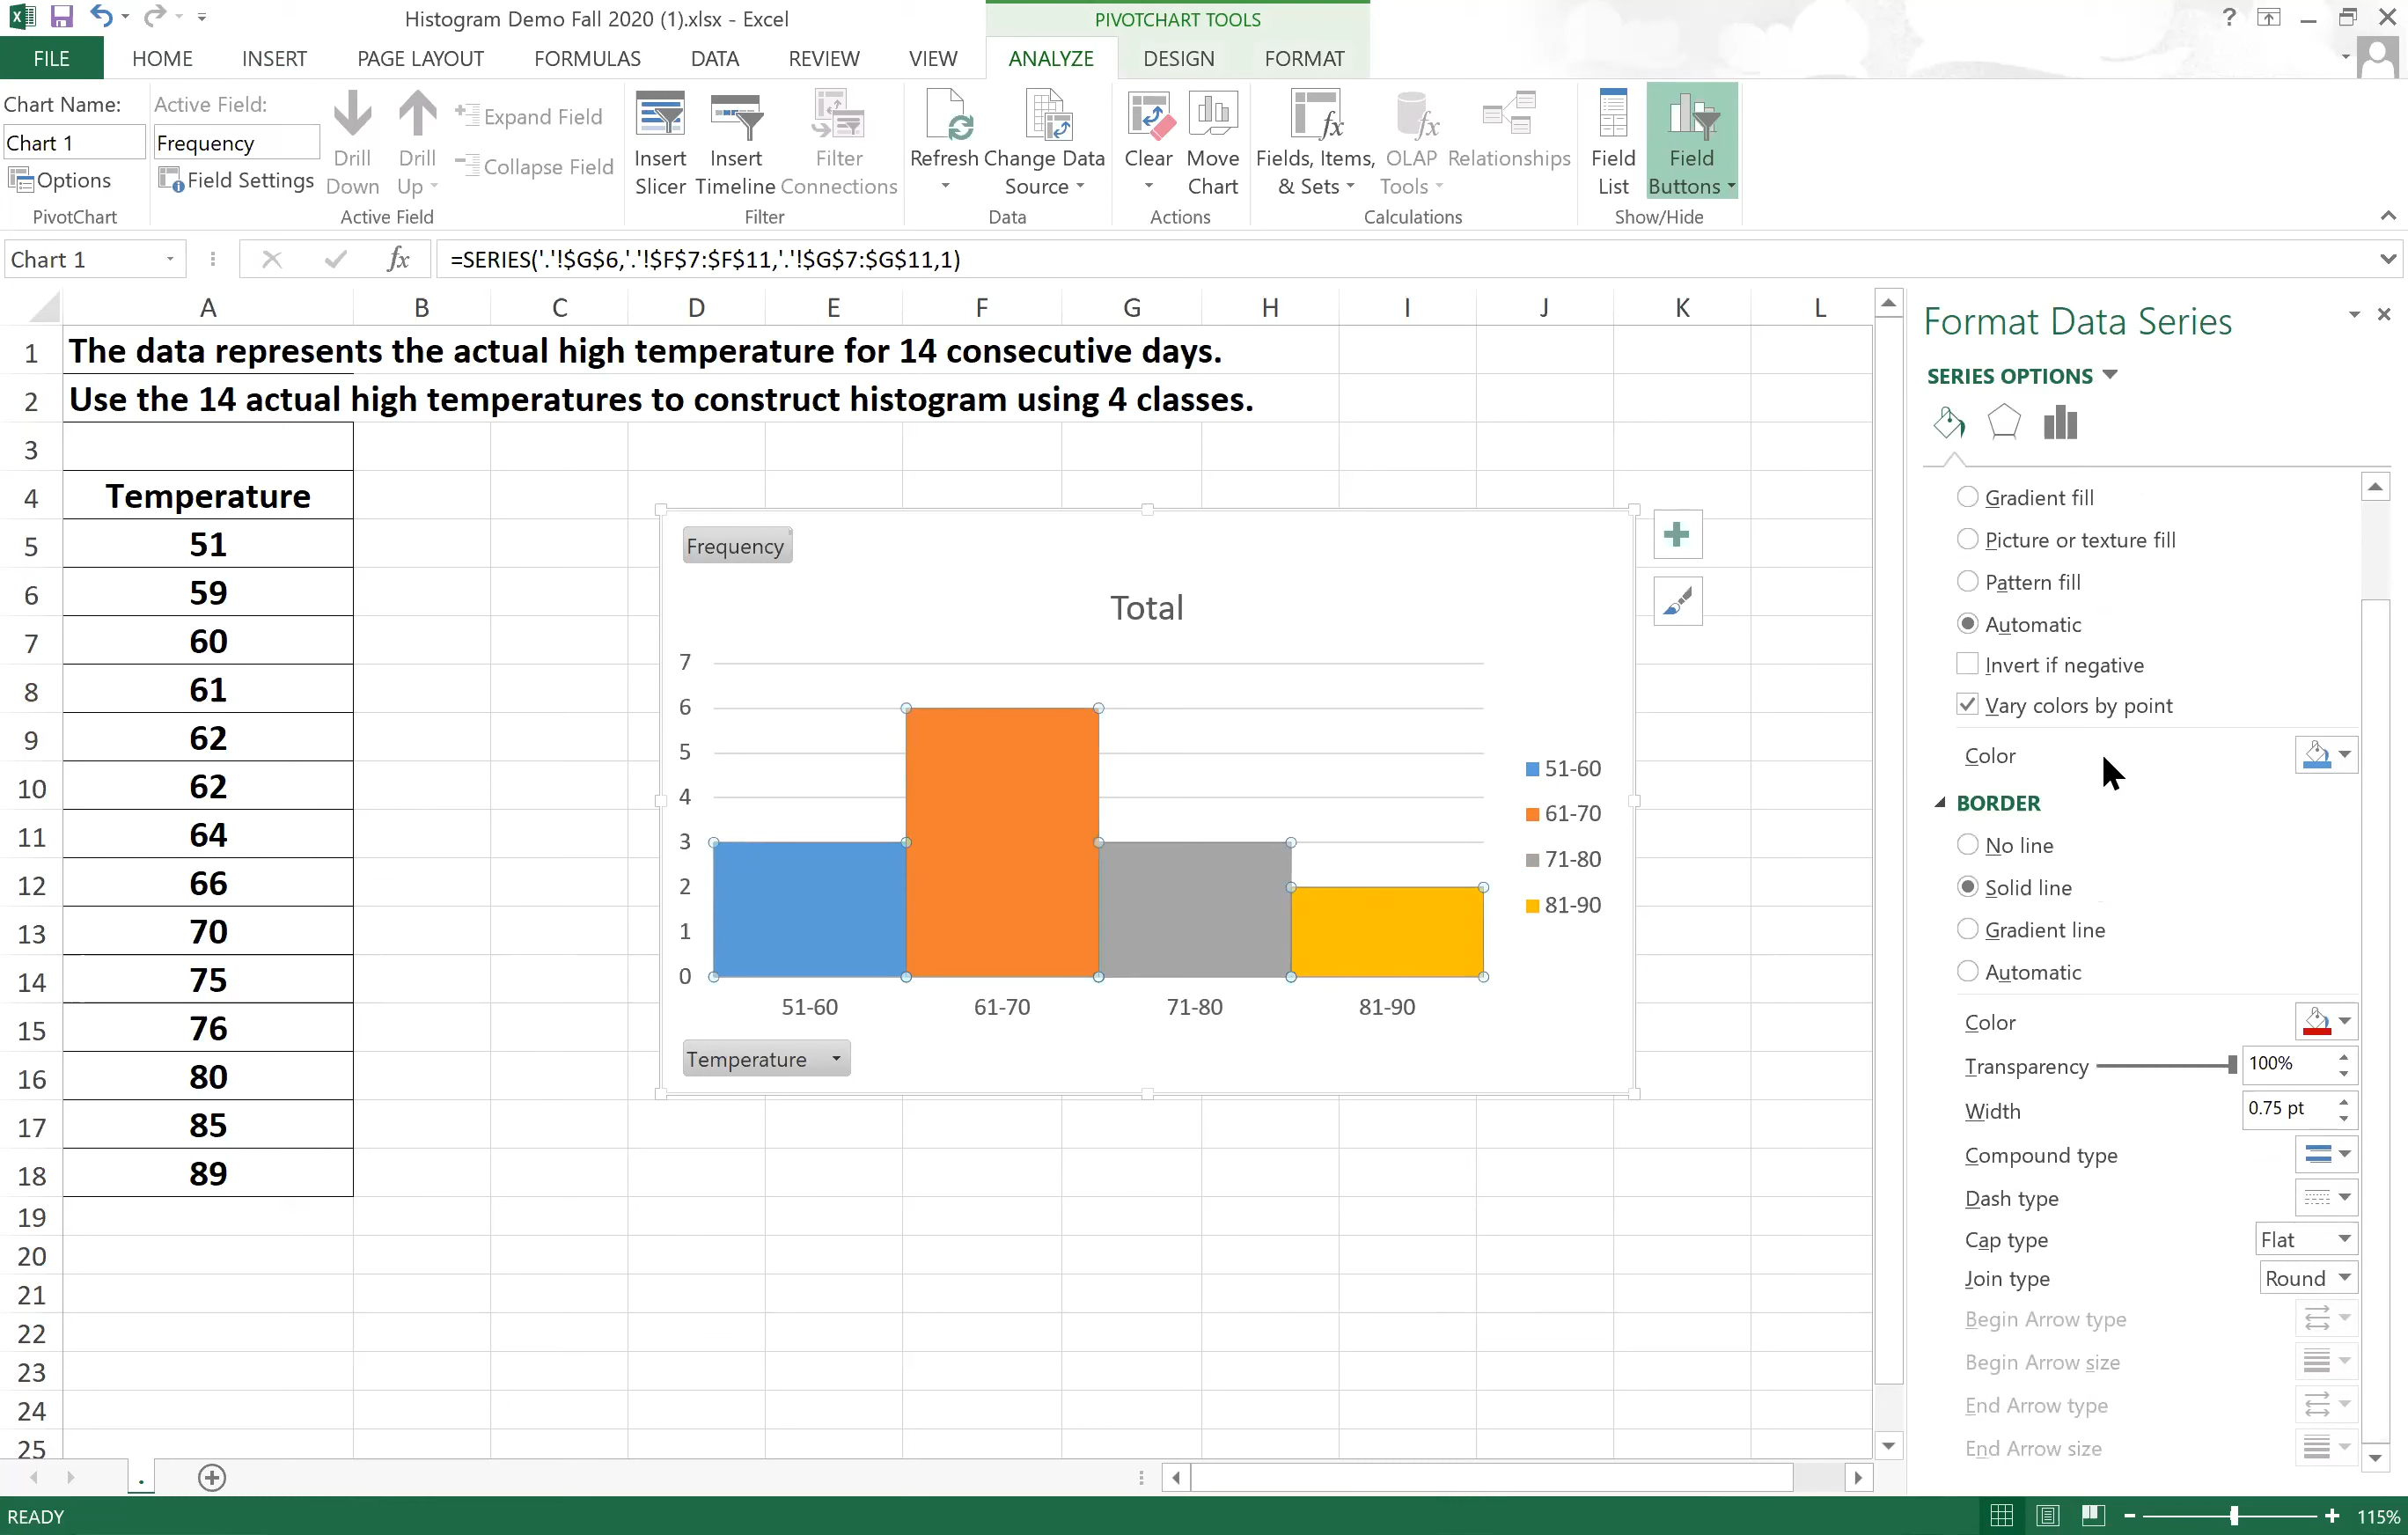 Histogram Demo Fall 2020 (1).xlsx - Excel
PIVOTCHART TOOLS
?
FILE HOME INSERT PAGE LAYOUT FORMULAS DATA REVIEW VIEW ANALYZE DESIGN FORMAT
Chart Name:
Chart 1
Options
PivotChart
Active Field:
Frequency
Field Settings
Drill Down
Drill Up
Expand Field
Collapse Field
Active Field
Insert Slicer
Insert Timeline
Filter Connections
Filter
Refresh
Change Data Source
Data
Clear
Move Chart
Actions
Fields, Items, & Sets
OLAP Tools
Relationships
Calculations
Field List
Field Buttons
Show/Hide
Chart 1
fx
=SERIES('.'!$G$6,'.'!$F$7:$F$11,'.'!$G$7:$G$11,1)
A B C D E F G H I J K L
1 The data represents the actual high temperature for 14 consecutive days.
2 Use the 14 actual high temperatures to construct histogram using 4 classes.
3
4 Temperature
5 51
6 59
7 60
8 61
9 62
10 62
11 64
12 66
13 70
14 75
15 76
16 80
17 85
18 89
19
20
21
22
23
24
25
Frequency
Total
7
6
5
4
3
2
1
0
51-60 61-70 71-80 81-90
51-60
61-70
71-80
81-90
Temperature
Format Data Series
SERIES OPTIONS
Gradient fill
Picture or texture fill
Pattern fill
Automatic
Invert if negative
Vary colors by point
Color
BORDER
No line
Solid line
Gradient line
Automatic
Color
Transparency 100%
Width 0.75 pt
Compound type
Dash type
Cap type Flat
Join type Round
Begin Arrow type
Begin Arrow size
End Arrow type
End Arrow size
.
READY
115%